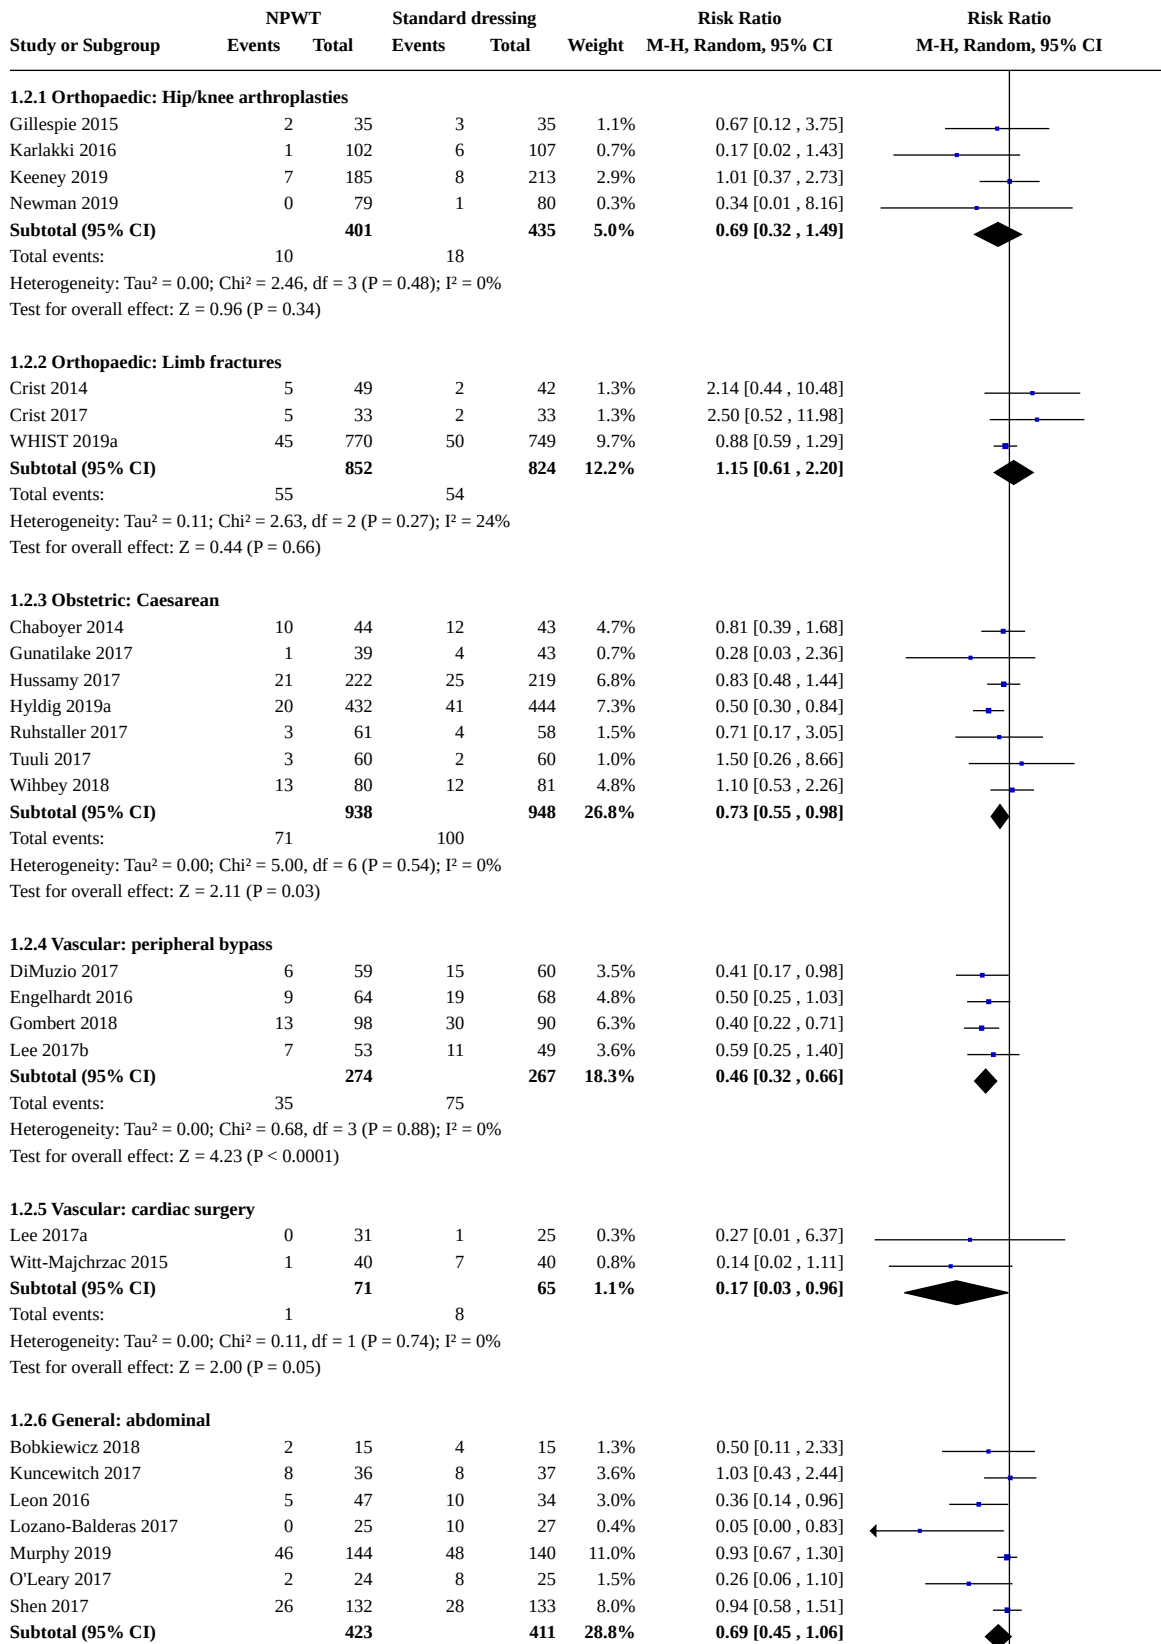 NPWT Standard dressing Risk Ratio Risk Ratio
Study or Subgroup Events Total Events Total Weight M-H, Random, 95% CI M-H, Random, 95% CI
1.2.1 Orthopaedic: Hip/knee arthroplasties
Gillespie 2015 2 35 3 35 1.1% 0.67 [0.12 , 3.75]
Karlakki 2016 1 102 6 107 0.7% 0.17 [0.02 , 1.43]
Keeney 2019 7 185 8 213 2.9% 1.01 [0.37 , 2.73]
Newman 2019 0 79 1 80 0.3% 0.34 [0.01 , 8.16]
Subtotal (95% CI) 401 435 5.0% 0.69 [0.32 , 1.49]
Total events: 10 18
Heterogeneity: Tau² = 0.00; Chi² = 2.46, df = 3 (P = 0.48); I² = 0%
Test for overall effect: Z = 0.96 (P = 0.34)
1.2.2 Orthopaedic: Limb fractures
Crist 2014 5 49 2 42 1.3% 2.14 [0.44 , 10.48]
Crist 2017 5 33 2 33 1.3% 2.50 [0.52 , 11.98]
WHIST 2019a 45 770 50 749 9.7% 0.88 [0.59 , 1.29]
Subtotal (95% CI) 852 824 12.2% 1.15 [0.61 , 2.20]
Total events: 55 54
Heterogeneity: Tau² = 0.11; Chi² = 2.63, df = 2 (P = 0.27); I² = 24%
Test for overall effect: Z = 0.44 (P = 0.66)
1.2.3 Obstetric: Caesarean
Chaboyer 2014 10 44 12 43 4.7% 0.81 [0.39 , 1.68]
Gunatilake 2017 1 39 4 43 0.7% 0.28 [0.03 , 2.36]
Hussamy 2017 21 222 25 219 6.8% 0.83 [0.48 , 1.44]
Hyldig 2019a 20 432 41 444 7.3% 0.50 [0.30 , 0.84]
Ruhstaller 2017 3 61 4 58 1.5% 0.71 [0.17 , 3.05]
Tuuli 2017 3 60 2 60 1.0% 1.50 [0.26 , 8.66]
Wihbey 2018 13 80 12 81 4.8% 1.10 [0.53 , 2.26]
Subtotal (95% CI) 938 948 26.8% 0.73 [0.55 , 0.98]
Total events: 71 100
Heterogeneity: Tau² = 0.00; Chi² = 5.00, df = 6 (P = 0.54); I² = 0%
Test for overall effect: Z = 2.11 (P = 0.03)
1.2.4 Vascular: peripheral bypass
DiMuzio 2017 6 59 15 60 3.5% 0.41 [0.17 , 0.98]
Engelhardt 2016 9 64 19 68 4.8% 0.50 [0.25 , 1.03]
Gombert 2018 13 98 30 90 6.3% 0.40 [0.22 , 0.71]
Lee 2017b 7 53 11 49 3.6% 0.59 [0.25 , 1.40]
Subtotal (95% CI) 274 267 18.3% 0.46 [0.32 , 0.66]
Total events: 35 75
Heterogeneity: Tau² = 0.00; Chi² = 0.68, df = 3 (P = 0.88); I² = 0%
Test for overall effect: Z = 4.23 (P < 0.0001)
1.2.5 Vascular: cardiac surgery
Lee 2017a 0 31 1 25 0.3% 0.27 [0.01 , 6.37]
Witt-Majchrzac 2015 1 40 7 40 0.8% 0.14 [0.02 , 1.11]
Subtotal (95% CI) 71 65 1.1% 0.17 [0.03 , 0.96]
Total events: 1 8
Heterogeneity: Tau² = 0.00; Chi² = 0.11, df = 1 (P = 0.74); I² = 0%
Test for overall effect: Z = 2.00 (P = 0.05)
1.2.6 General: abdominal
Bobkiewicz 2018 2 15 4 15 1.3% 0.50 [0.11 , 2.33]
Kuncewitch 2017 8 36 8 37 3.6% 1.03 [0.43 , 2.44]
Leon 2016 5 47 10 34 3.0% 0.36 [0.14 , 0.96]
Lozano-Balderas 2017 0 25 10 27 0.4% 0.05 [0.00 , 0.83]
Murphy 2019 46 144 48 140 11.0% 0.93 [0.67 , 1.30]
O'Leary 2017 2 24 8 25 1.5% 0.26 [0.06 , 1.10]
Shen 2017 26 132 28 133 8.0% 0.94 [0.58 , 1.51]
Subtotal (95% CI) 423 411 28.8% 0.69 [0.45 , 1.06]